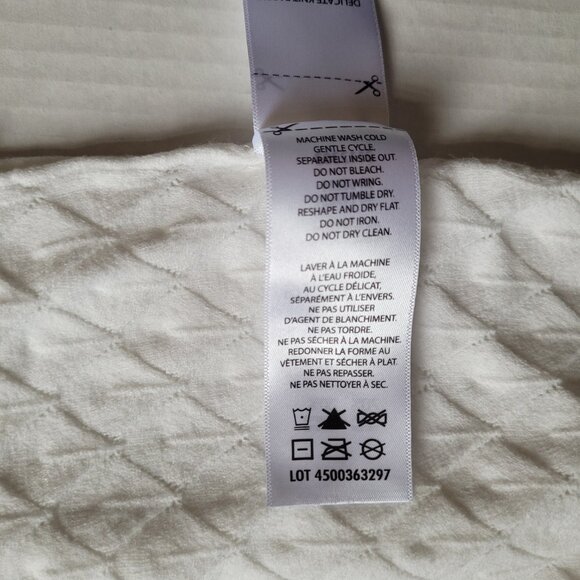 DELICATE KNIT
MACHINE WASH COLD
GENTLE CYCLE,
SEPARATELY INSIDE OUT.
DO NOT BLEACH.
DO NOT WRING.
DO NOT TUMBLE DRY.
RESHAPE AND DRY FLAT
DO NOT IRON.
DO NOT DRY CLEAN.
LAVER À LA MACHINE
À L'EAU FROIDE,
AU CYCLE DÉLICAT,
SÉPARÉMENT À L'ENVERS.
NE PAS UTILISER
D'AGENT DE BLANCHIMENT.
NE PAS TORDRE.
NE PAS SÉCHER À LA MACHINE.
REDONNER LA FORME AU
VÊTEMENT ET SÉCHER À PLAT.
NE PAS REPASSER.
NE PAS NETTOYER À SEC.
LOT 4500363297